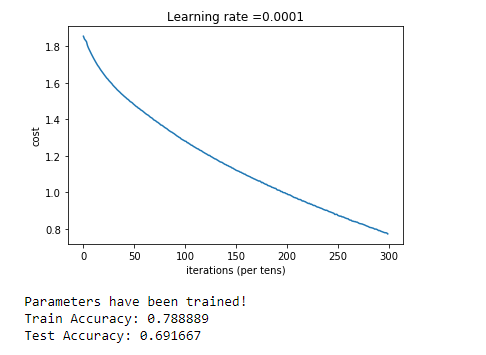 Learning rate =0.0001
cost
1.8
1.6
1.4
1.2
1.0
0.8
0 50 100 150 200 250 300
iterations (per tens)
Parameters have been trained!
Train Accuracy: 0.788889
Test Accuracy: 0.691667